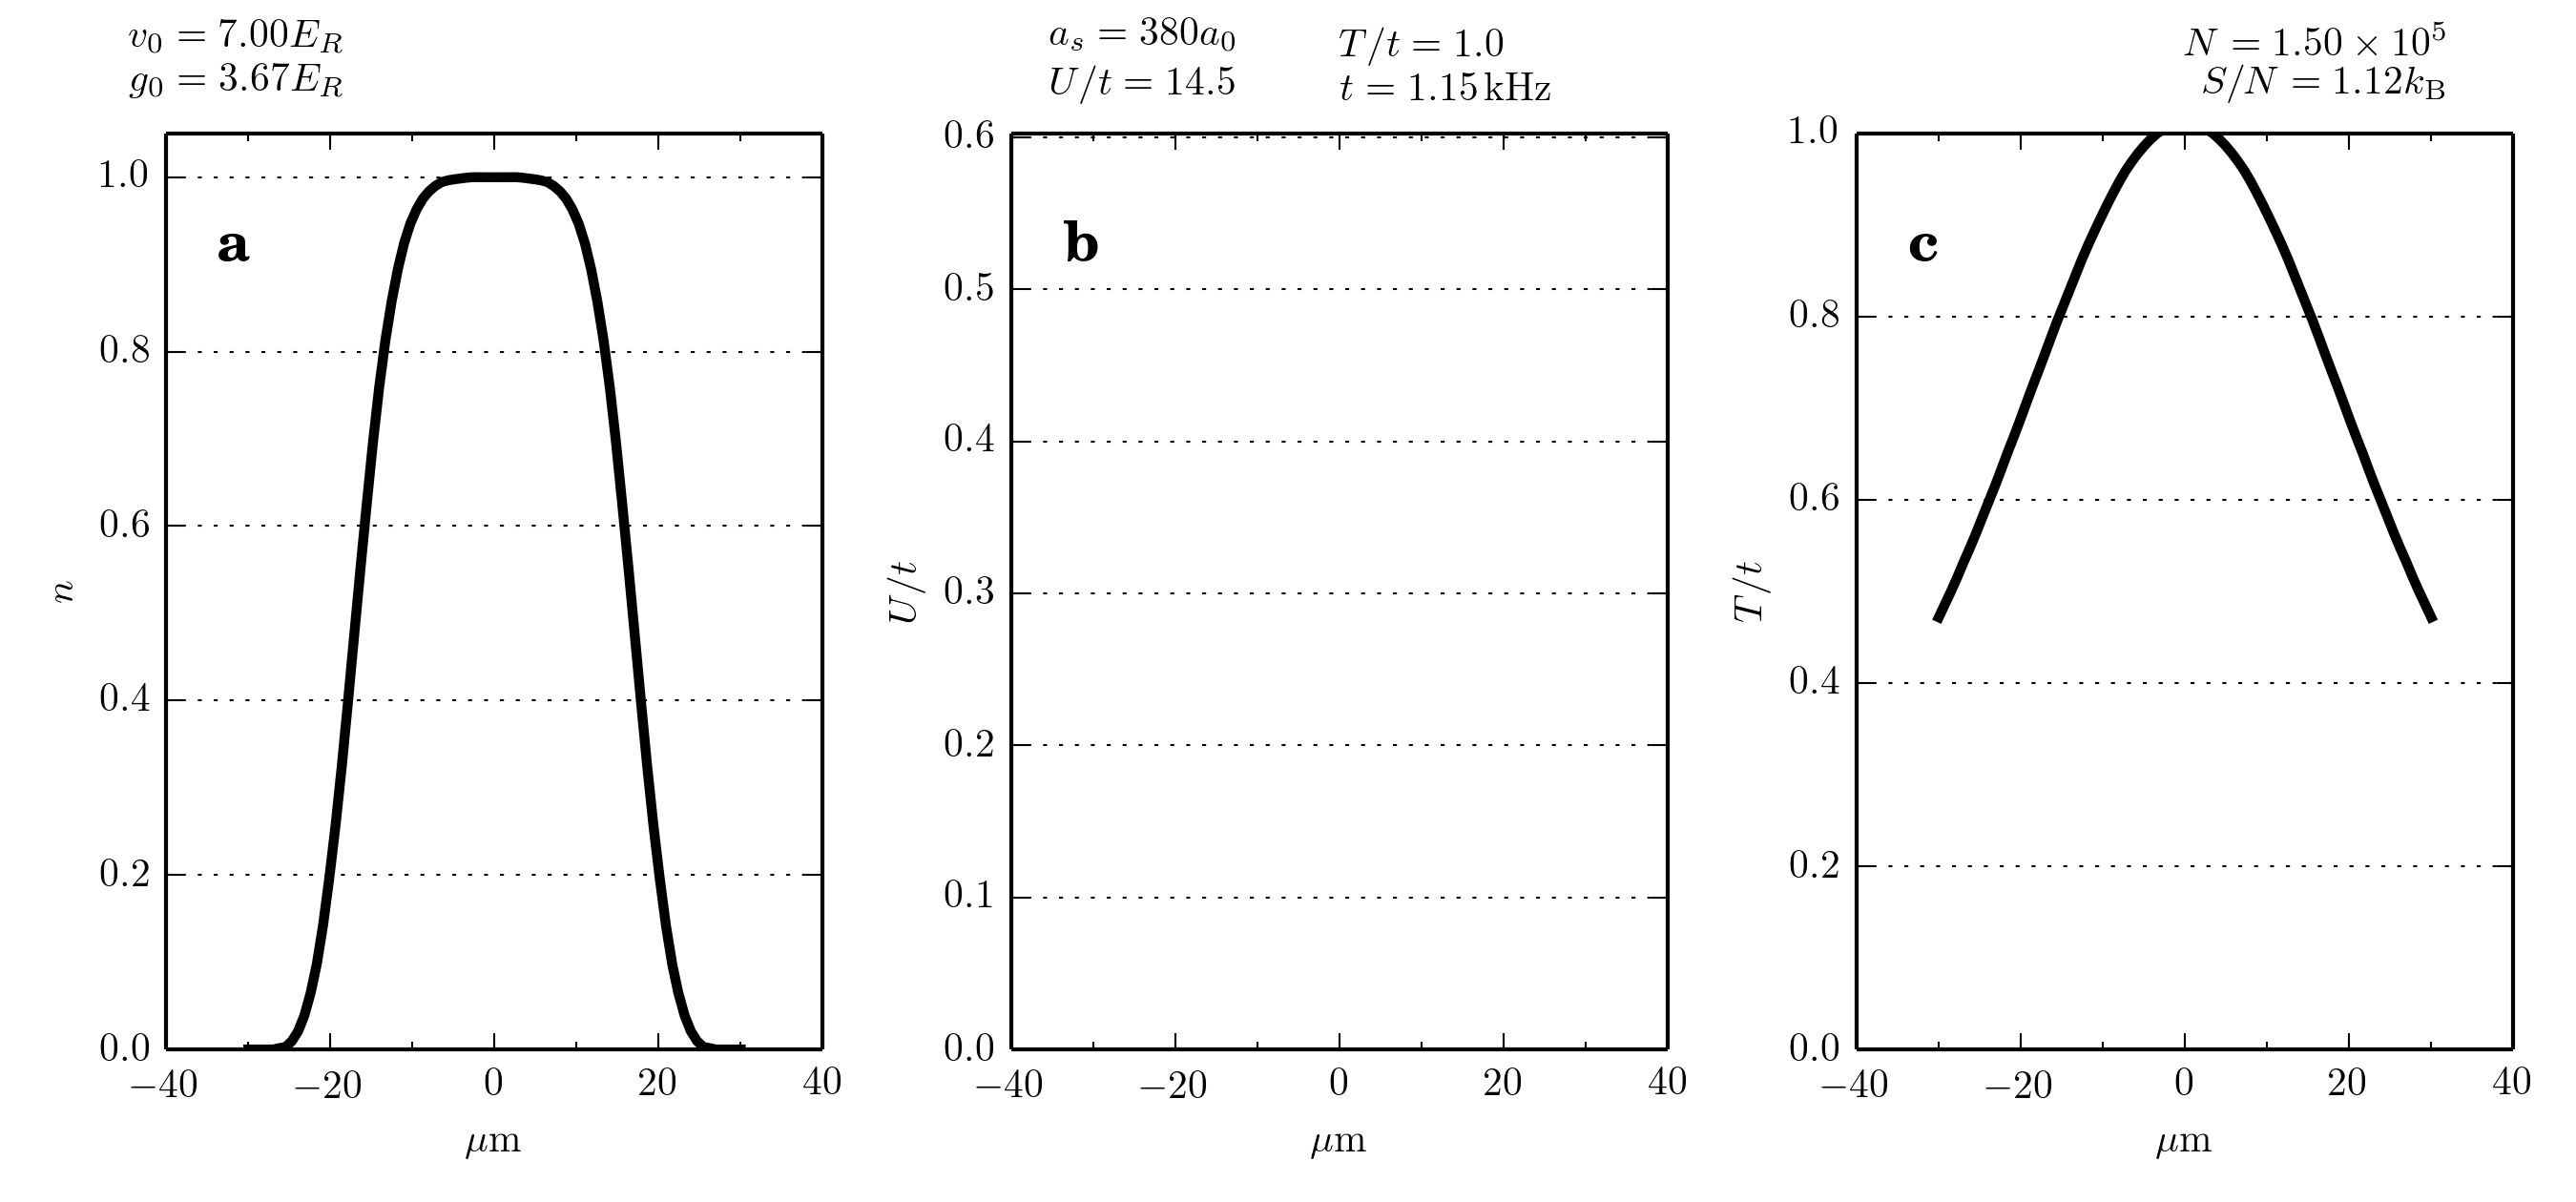 v₀ = 7.00E_R
g₀ = 3.67E_R
a_s = 380a₀
U/t = 14.5
T/t = 1.0
t = 1.15 kHz
N = 1.50 × 10⁵
S/N = 1.12k_B
a
1.0
0.8
0.6
0.4
0.2
0.0
n
−40 −20 0 20 40
μm
b
0.6
0.5
0.4
0.3
0.2
0.1
0.0
U/t
−40 −20 0 20 40
μm
c
1.0
0.8
0.6
0.4
0.2
0.0
T/t
−40 −20 0 20 40
μm